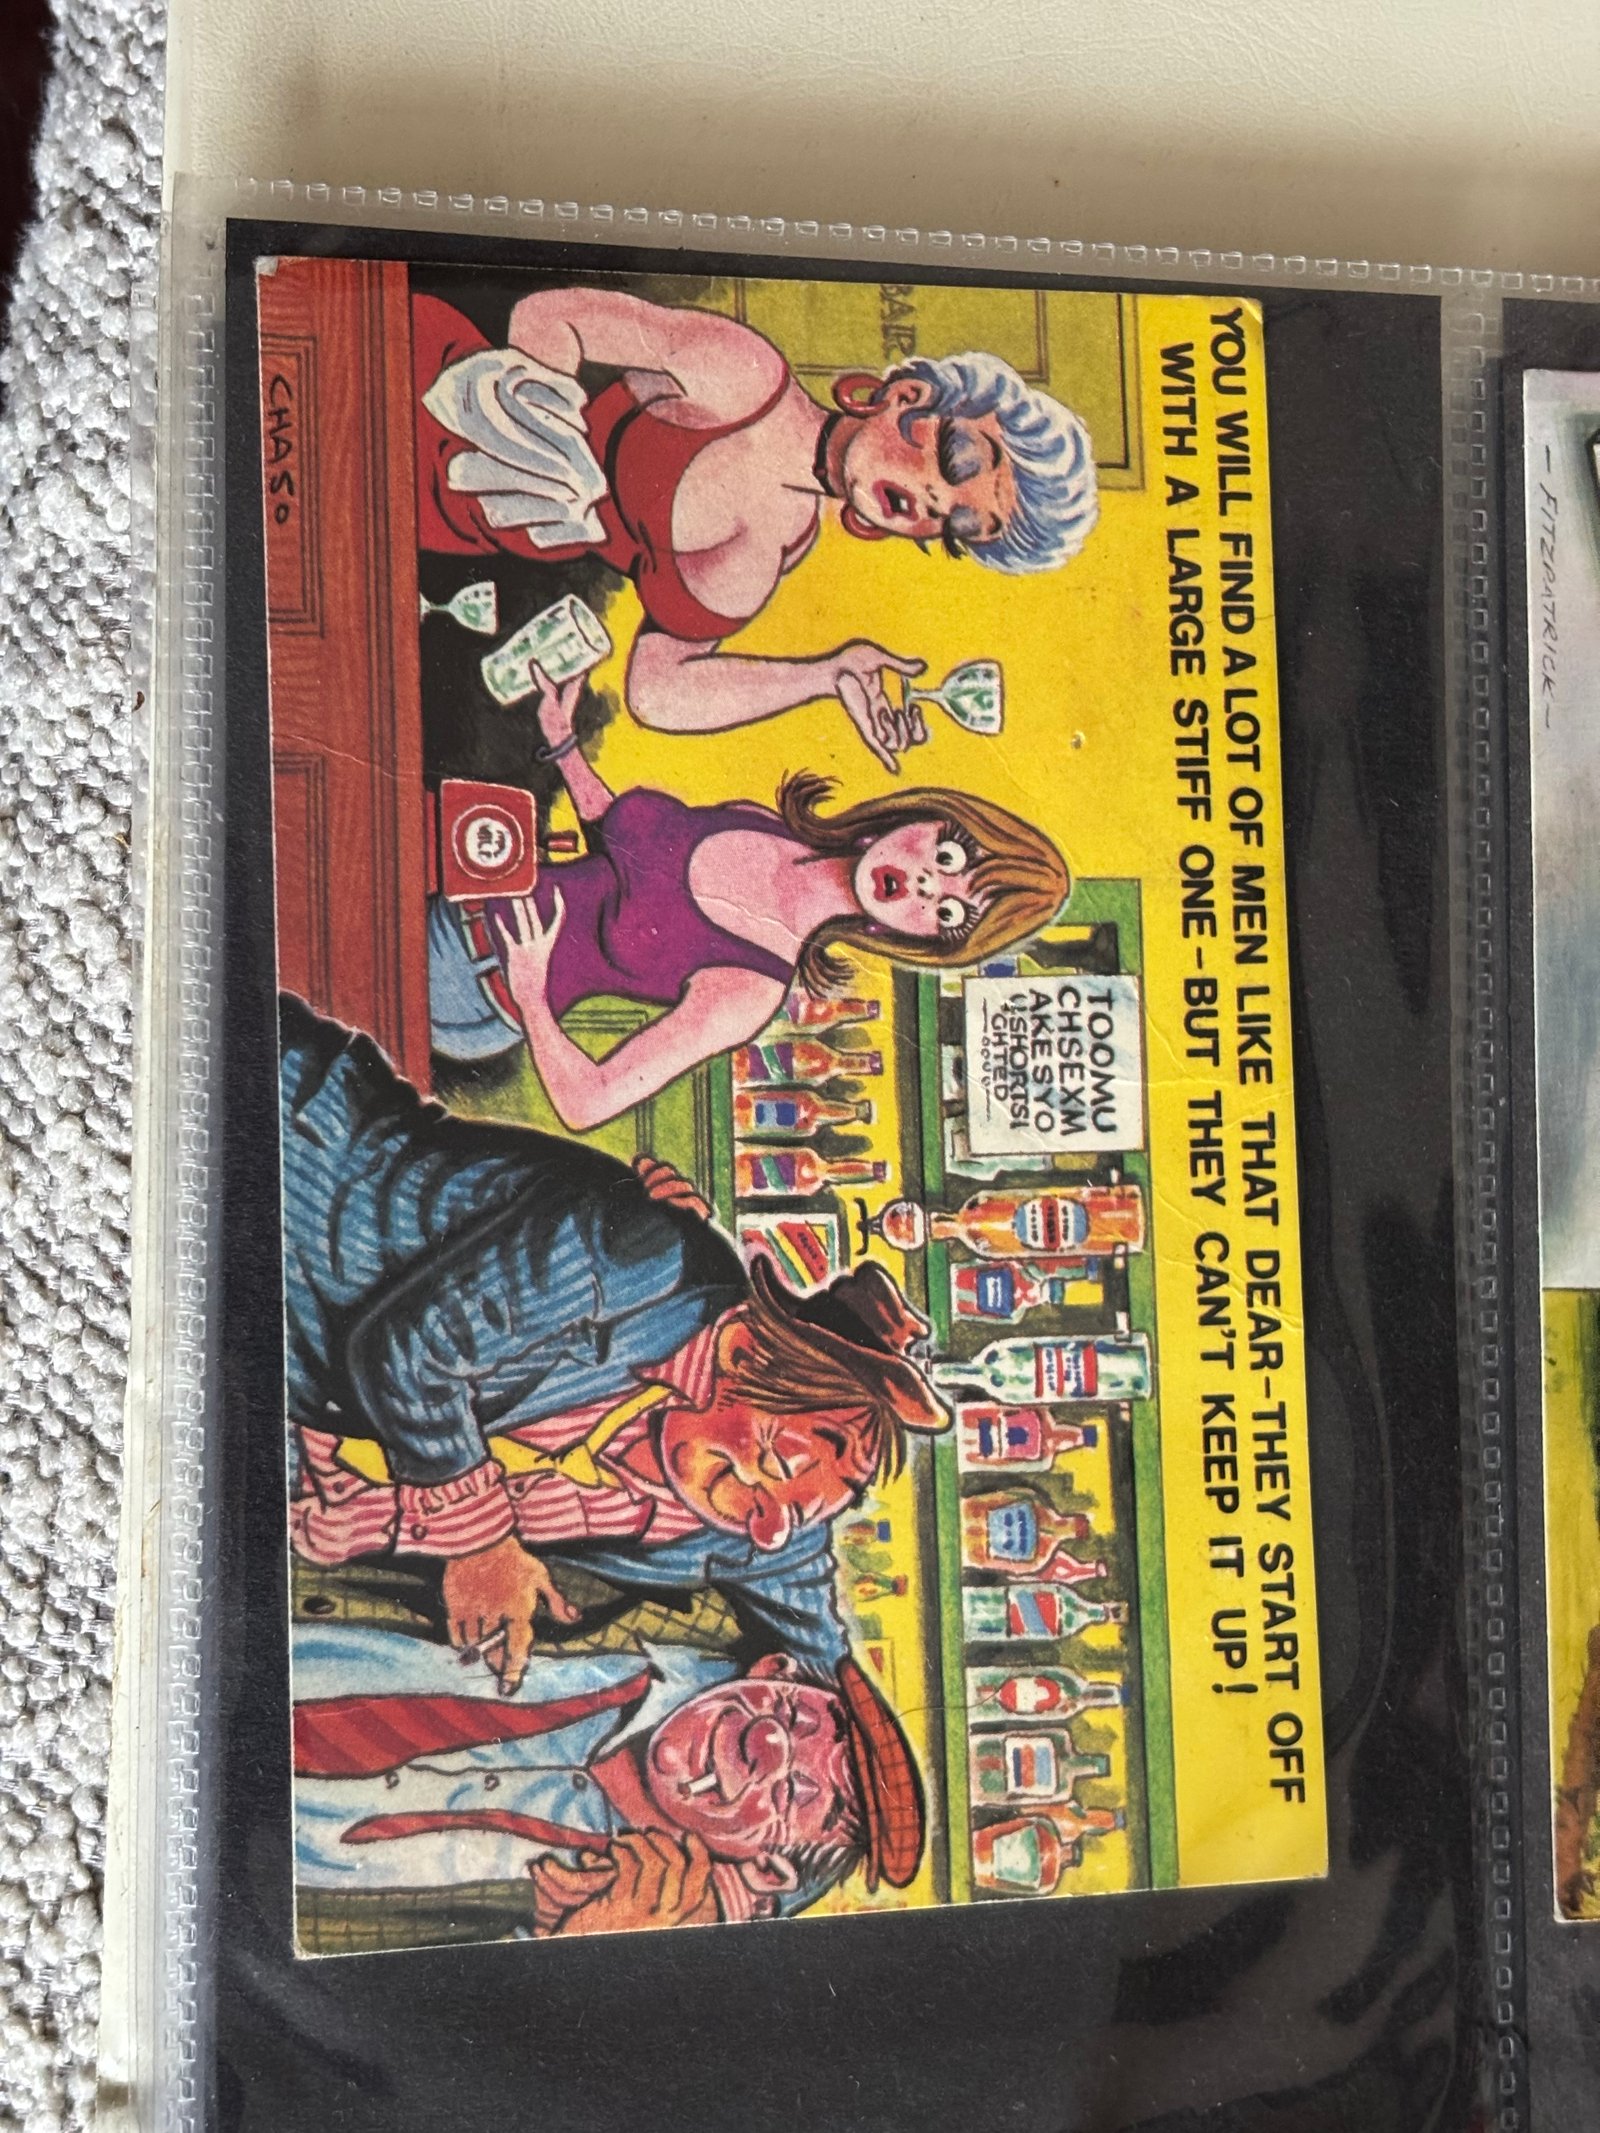 YOU WILL FIND A LOT OF MEN LIKE THAT DEAR-THEY START OFF
WITH A LARGE STIFF ONE-BUT THEY CAN'T KEEP IT UP!
BAR
TOOMU
CHSEXM
AKESYO
USHORTSI
GHTED
CHAS°
- FITZPATRICK -